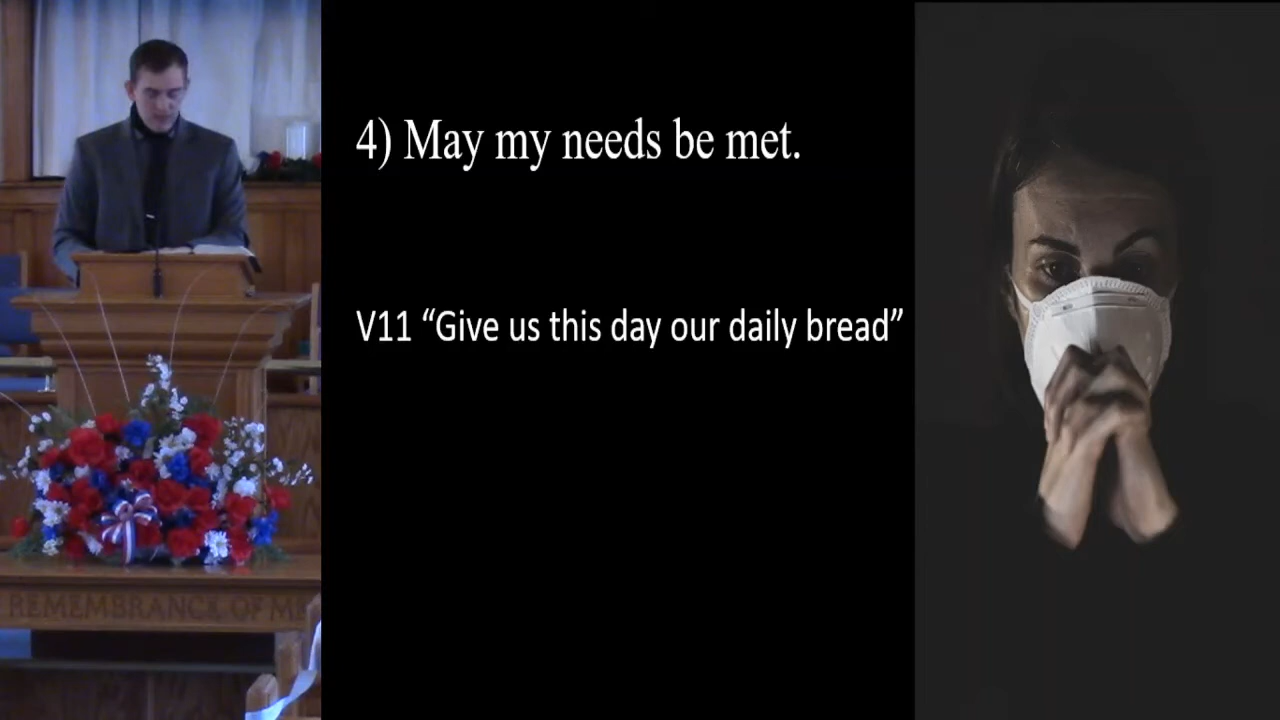 4) May my needs be met.
V11 “Give us this day our daily bread”
REMEMBRANCE OF ME